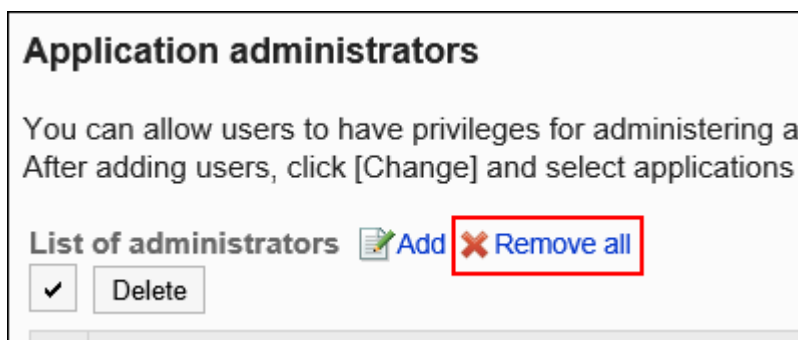 Application administrators
You can allow users to have privileges for administering a
After adding users, click [Change] and select applications
List of administrators Add Remove all
Delete